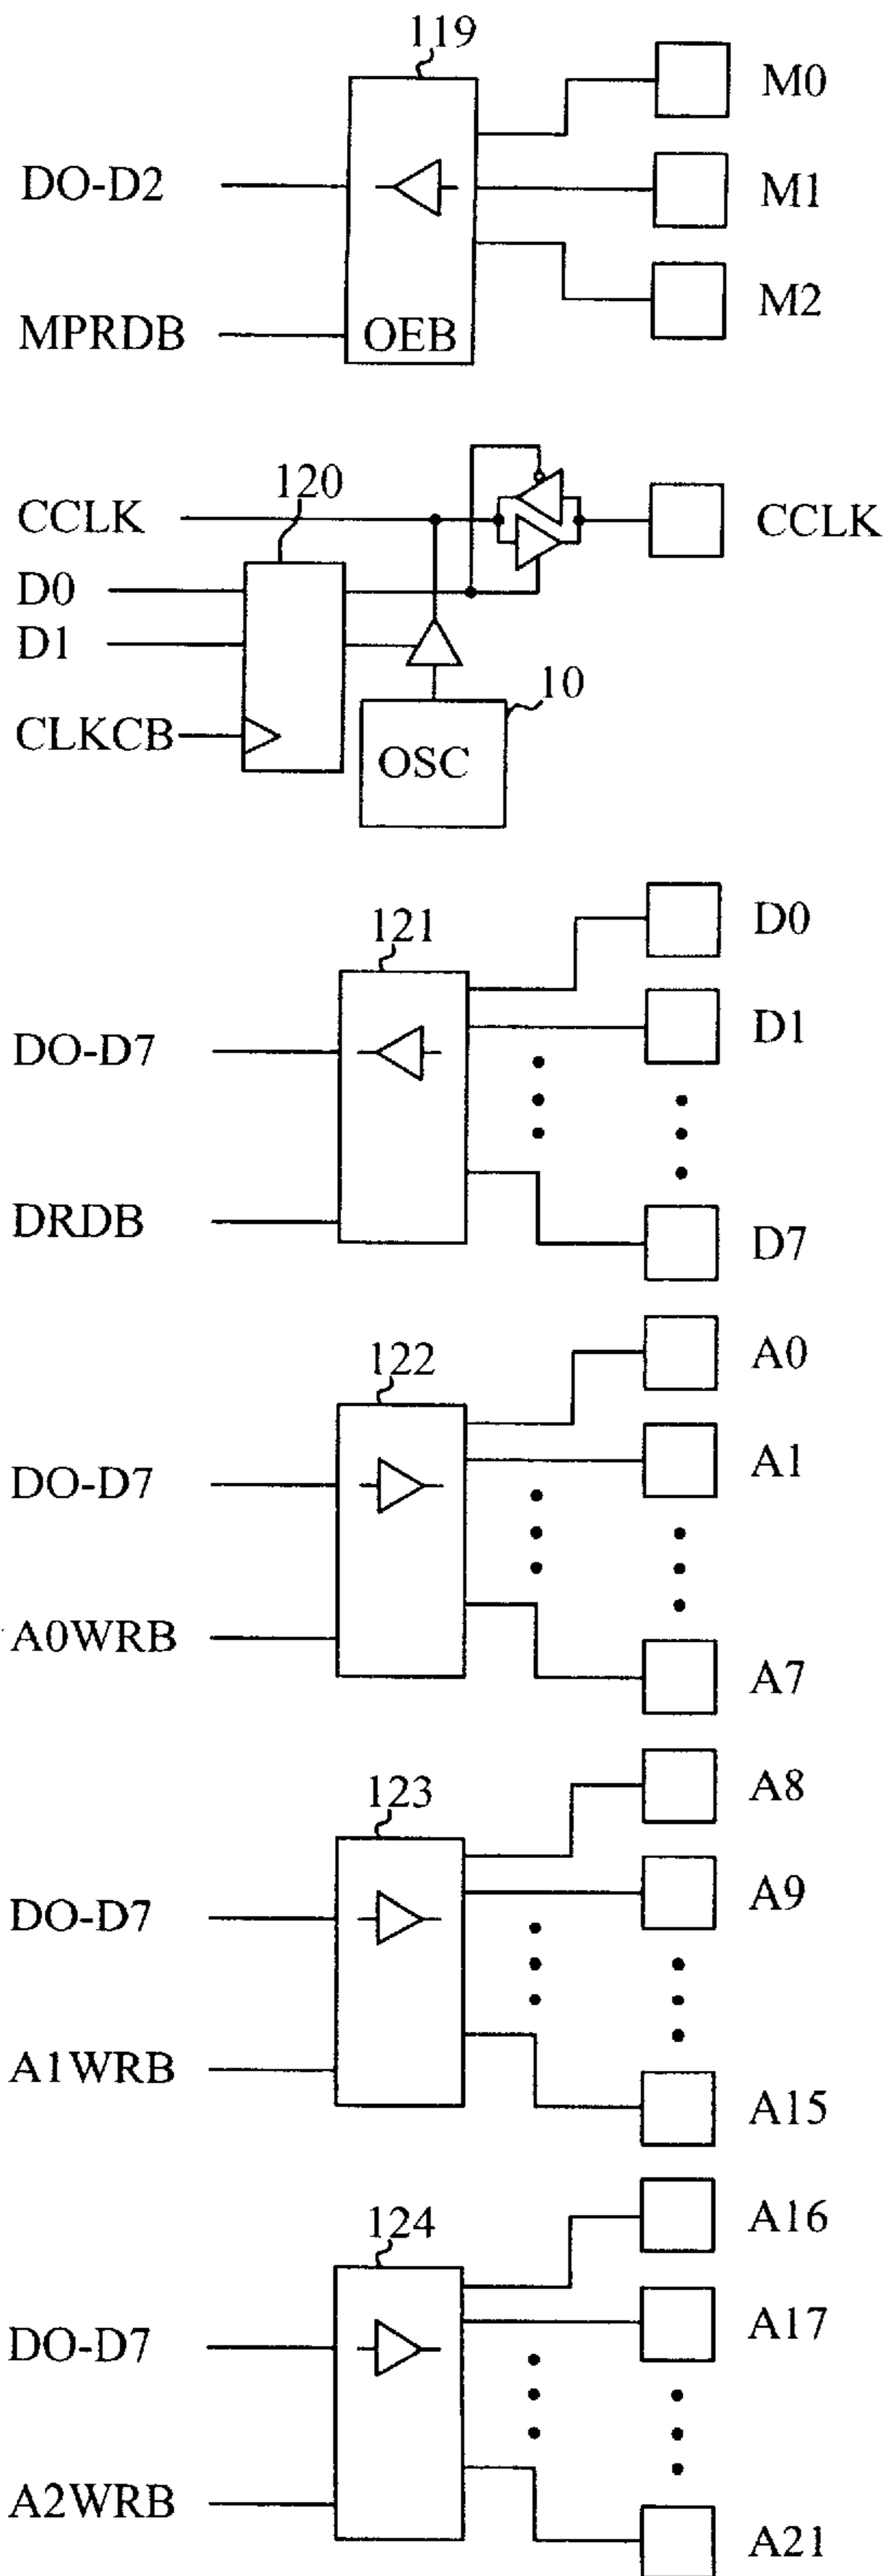 119
M0
DO-D2
M1
M2
MPRDB
OEB
120
CCLK
CCLK
D0
D1
10
CLKCB
OSC
D0
121
D1
DO-D7
DRDB
D7
A0
122
A1
DO-D7
A0WRB
A7
A8
123
A9
DO-D7
A1WRB
A15
A16
124
A17
DO-D7
A2WRB
A21